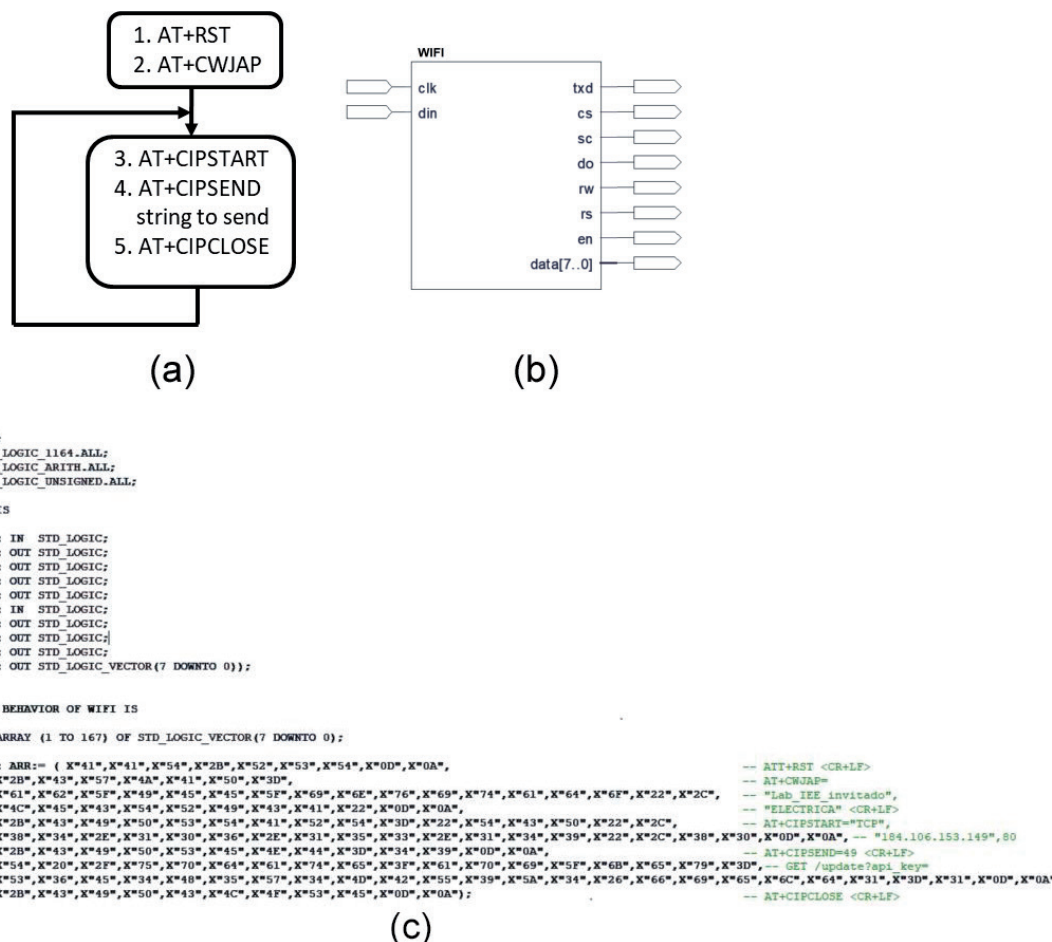 1. AT+RST
2. AT+CWJAP
3. AT+CIPSTART
4. AT+CIPSEND
string to send
5. AT+CIPCLOSE
(a)
WIFI
clk
din
txd
cs
sc
do
rw
rs
en
data[7..0]
(b)
;
_LOGIC_1164.ALL;
_LOGIC_ARITH.ALL;
_LOGIC_UNSIGNED.ALL;
IS
: IN STD_LOGIC;
: OUT STD_LOGIC;
: OUT STD_LOGIC;
: OUT STD_LOGIC;
: OUT STD_LOGIC;
: IN STD_LOGIC;
: OUT STD_LOGIC;
: OUT STD_LOGIC;
: OUT STD_LOGIC;
: OUT STD_LOGIC_VECTOR(7 DOWNTO 0));
BEHAVIOR OF WIFI IS
ARRAY (1 TO 167) OF STD_LOGIC_VECTOR(7 DOWNTO 0);
: ARR:= ( X"41",X"41",X"54",X"2B",X"52",X"53",X"54",X"0D",X"0A", -- ATT+RST <CR+LF>
X"2B",X"43",X"57",X"4A",X"41",X"50",X"3D", -- AT+CWJAP=
X"61",X"62",X"5F",X"49",X"45",X"45",X"5F",X"69",X"6E",X"76",X"69",X"74",X"61",X"64",X"6F",X"22",X"2C", -- "Lab_IEE_invitado",
X"4C",X"45",X"43",X"54",X"52",X"49",X"43",X"41",X"22",X"0D",X"0A", -- "ELECTRICA" <CR+LF>
X"2B",X"43",X"49",X"50",X"53",X"54",X"41",X"52",X"54",X"3D",X"22",X"54",X"43",X"50",X"22",X"2C", -- AT+CIPSTART="TCP",
X"38",X"34",X"2E",X"31",X"30",X"36",X"2E",X"31",X"35",X"33",X"2E",X"31",X"34",X"39",X"22",X"2C",X"38",X"30",X"0D",X"0A", -- "184.106.153.149",80
X"2B",X"43",X"49",X"50",X"53",X"45",X"4E",X"44",X"3D",X"34",X"39",X"0D",X"0A", -- AT+CIPSEND=49 <CR+LF>
X"54",X"20",X"2F",X"75",X"70",X"64",X"61",X"74",X"65",X"3F",X"61",X"70",X"69",X"5F",X"6B",X"65",X"79",X"3D",-- GET /update?api_key=
X"53",X"36",X"45",X"34",X"48",X"35",X"57",X"34",X"4D",X"42",X"55",X"39",X"5A",X"34",X"26",X"66",X"69",X"65",X"6C",X"64",X"31",X"3D",X"31",X"0D",X"0A"
X"2B",X"43",X"49",X"50",X"43",X"4C",X"4F",X"53",X"45",X"0D",X"0A"); -- AT+CIPCLOSE <CR+LF>
(c)